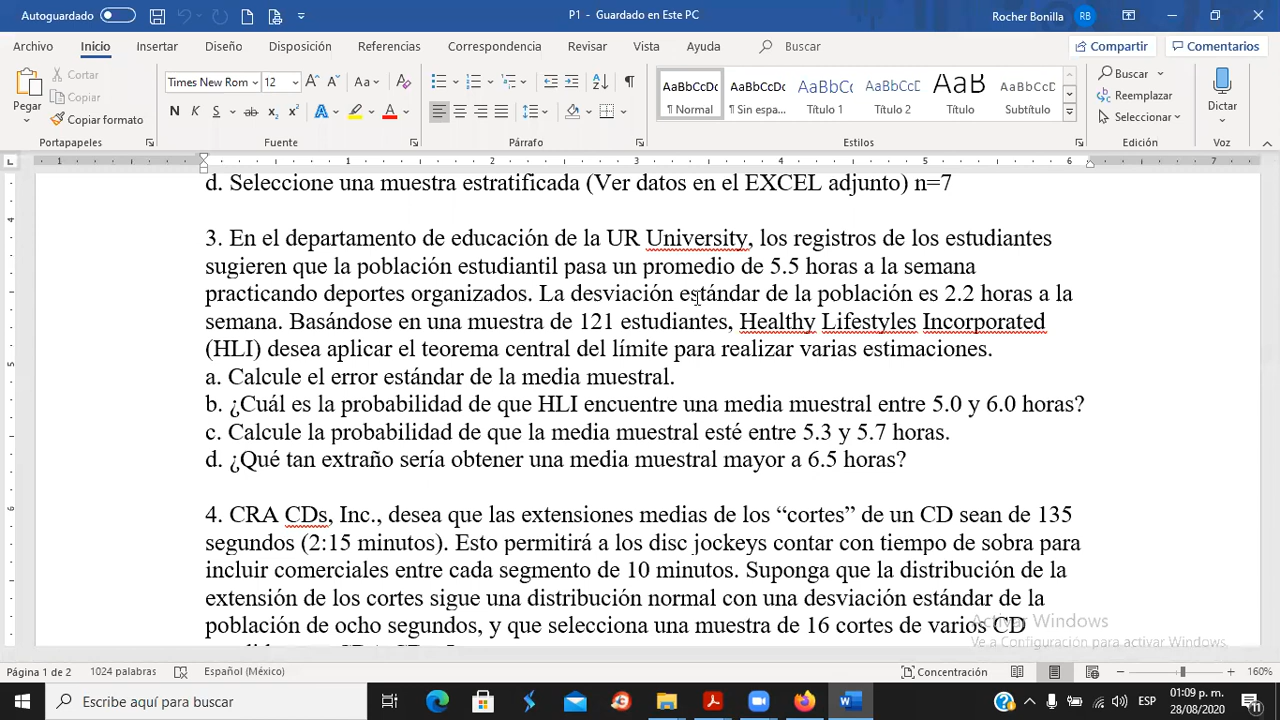 Autoguardado
P1 - Guardado en Este PC
Rocher Bonilla RB
Archivo Inicio Insertar Diseño Disposición Referencias Correspondencia Revisar Vista Ayuda Buscar Compartir Comentarios
Pegar
Cortar
Copiar
Copiar formato
Portapapeles
Times New Rom 12
N K S
Fuente
Párrafo
AaBbCcDc AaBbCcDc AaBbC( AaBbCcD AaB AaBbCcD
¶ Normal ¶ Sin espa... Título 1 Título 2 Título Subtítulo
Estilos
Buscar
Reemplazar
Seleccionar
Edición
Dictar
1 1 2 3 4 5 6 7
d. Seleccione una muestra estratificada (Ver datos en el EXCEL adjunto) n=7
3. En el departamento de educación de la UR University, los registros de los estudiantes
sugieren que la población estudiantil pasa un promedio de 5.5 horas a la semana
practicando deportes organizados. La desviación estándar de la población es 2.2 horas a la
semana. Basándose en una muestra de 121 estudiantes, Healthy Lifestyles Incorporated
(HLI) desea aplicar el teorema central del límite para realizar varias estimaciones.
a. Calcule el error estándar de la media muestral.
b. ¿Cuál es la probabilidad de que HLI encuentre una media muestral entre 5.0 y 6.0 horas?
c. Calcule la probabilidad de que la media muestral esté entre 5.3 y 5.7 horas.
d. ¿Qué tan extraño sería obtener una media muestral mayor a 6.5 horas?
4. CRA CDs, Inc., desea que las extensiones medias de los “cortes” de un CD sean de 135
segundos (2:15 minutos). Esto permitirá a los disc jockeys contar con tiempo de sobra para
incluir comerciales entre cada segmento de 10 minutos. Suponga que la distribución de la
extensión de los cortes sigue una distribución normal con una desviación estándar de la
población de ocho segundos, y que selecciona una muestra de 16 cortes de varios CD
Activar Windows
Ve a Configuración para activar Windows.
Página 1 de 2 1024 palabras Español (México) Concentración 160%
Escribe aquí para buscar
ESP
01:09 p. m.
28/08/2020
11